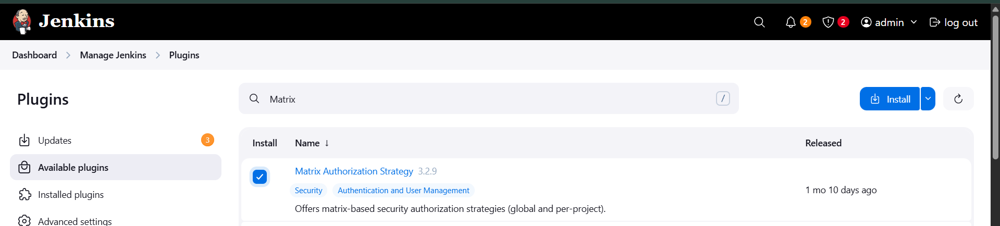 Jenkins
2
2
admin
log out
Dashboard > Manage Jenkins > Plugins
Plugins
Matrix
/
Install
Updates
3
Available plugins
Installed plugins
Advanced settings
Install
Name ↓
Released
Matrix Authorization Strategy 3.2.9
Security
Authentication and User Management
Offers matrix-based security authorization strategies (global and per-project).
1 mo 10 days ago